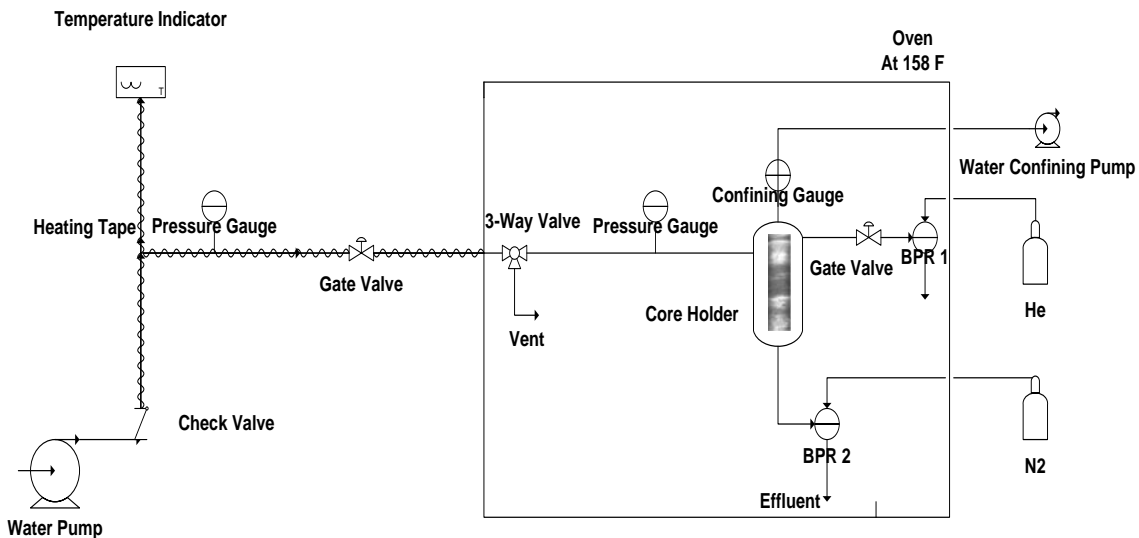 Temperature Indicator
T
Oven
At 158 F
Water Confining Pump
Confining Gauge
Heating Tape
Pressure Gauge
3-Way Valve
Pressure Gauge
Gate Valve
Gate Valve
BPR 1
He
Core Holder
Vent
Check Valve
BPR 2
N2
Effluent
Water Pump